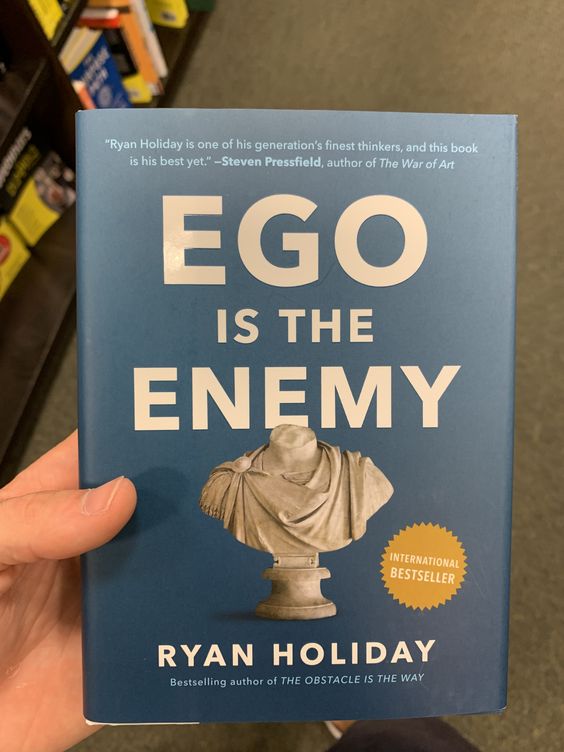 "Ryan Holiday is one of his generation's finest thinkers, and this book
is his best yet." —Steven Pressfield, author of The War of Art
EGO
IS THE
ENEMY
INTERNATIONAL
BESTSELLER
RYAN HOLIDAY
Bestselling author of THE OBSTACLE IS THE WAY